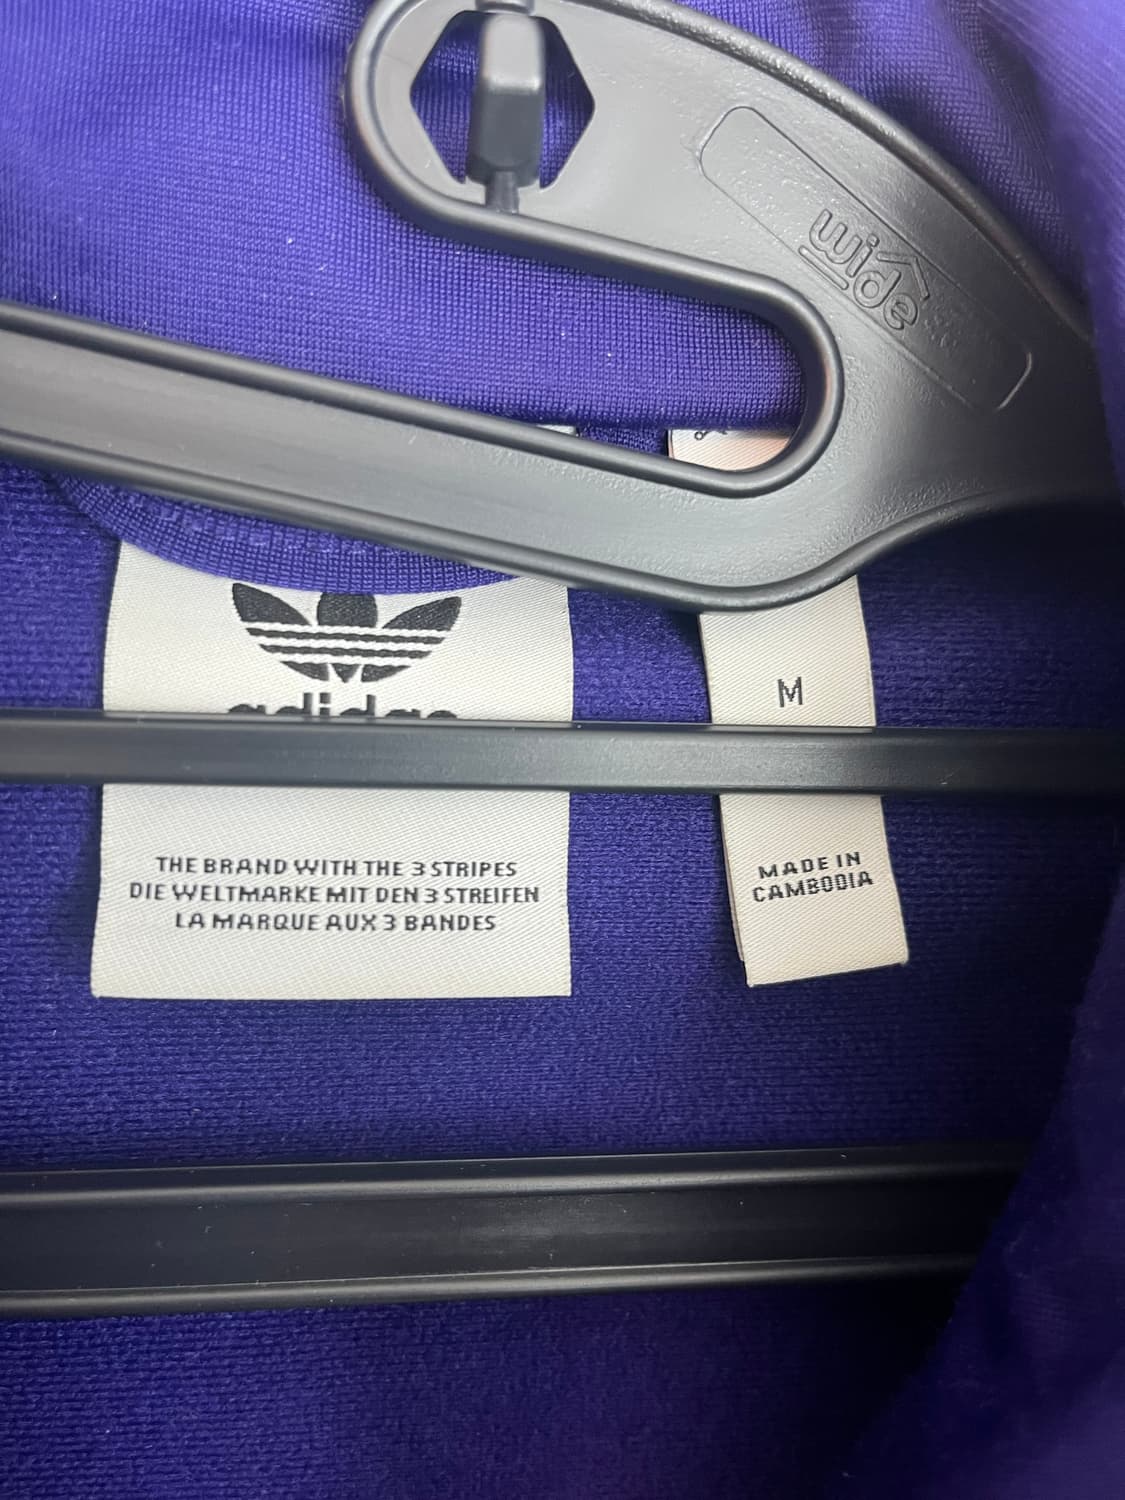 wide
adidas
M
THE BRAND WITH THE 3 STRIPES
DIE WELTMARKE MIT DEN 3 STREIFEN
LA MARQUE AUX 3 BANDES
MADE IN
CAMBODIA